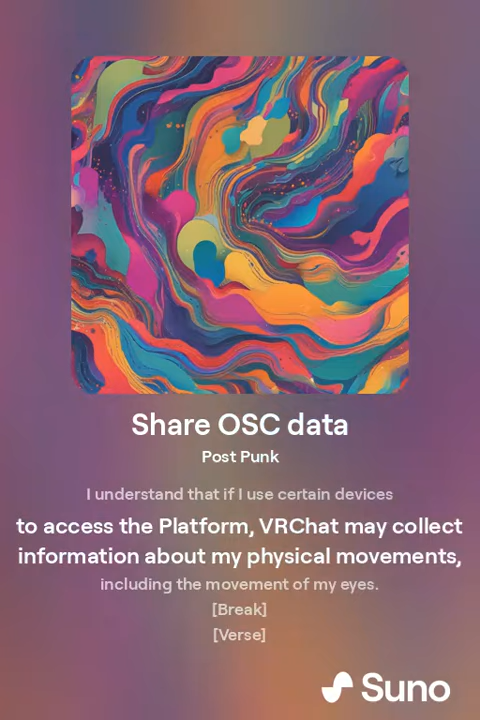 Share OSC data
Post Punk
I understand that if I use certain devices
to access the Platform, VRChat may collect
information about my physical movements,
including the movement of my eyes.
[Break]
[Verse]
Suno